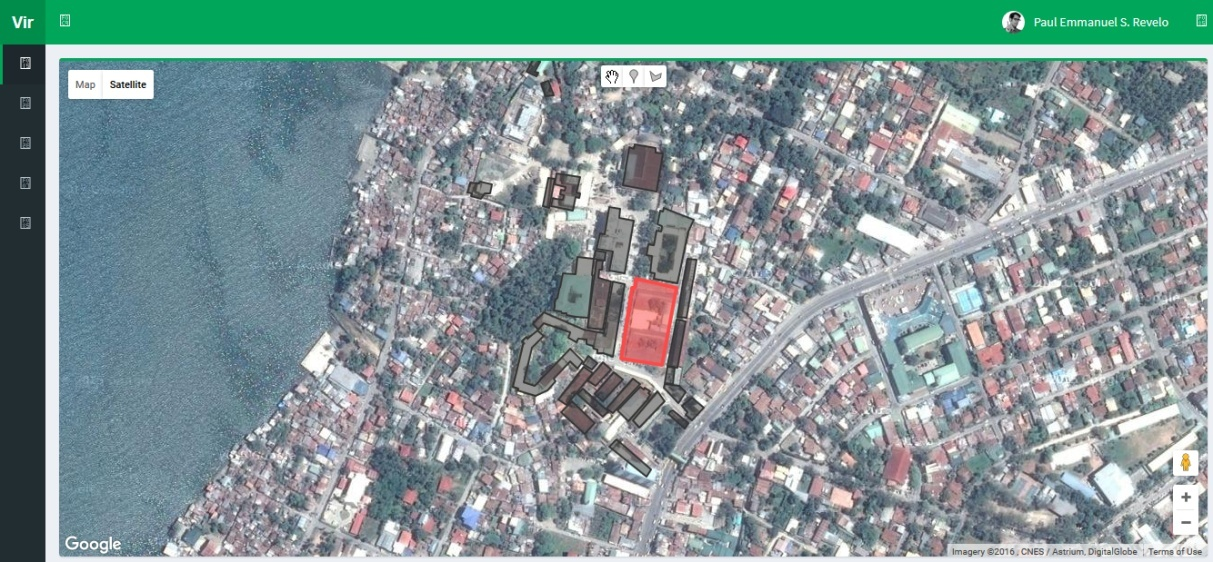 Vir
Paul Emmanuel S. Revelo
Map Satellite
Google
Imagery ©2016 , CNES / Astrium, DigitalGlobe Terms of Use